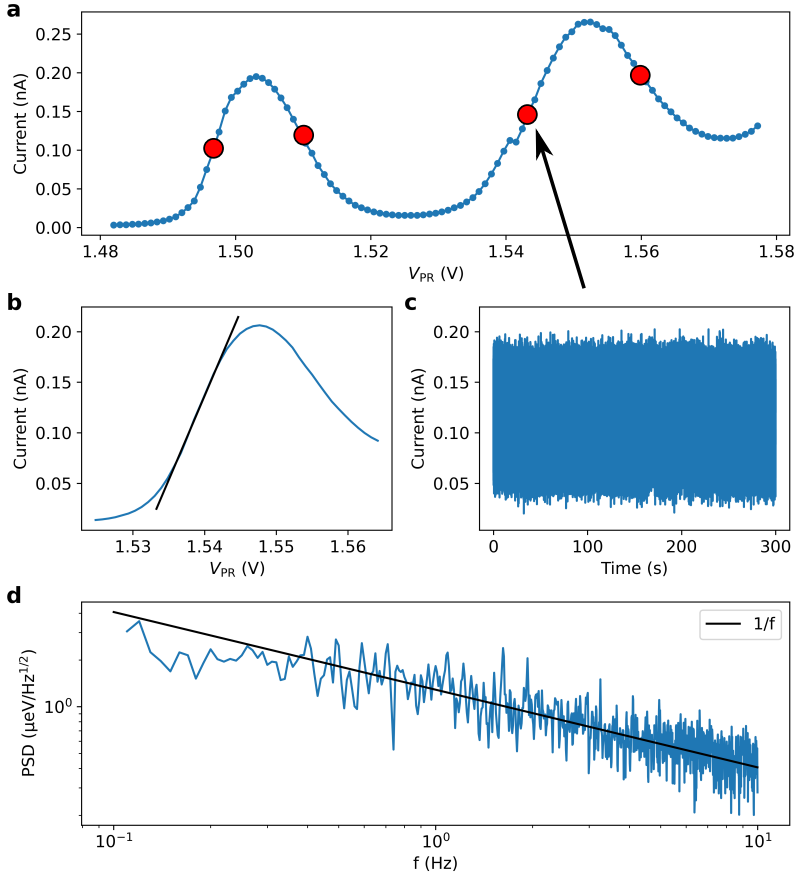 a
Current (nA)
0.25
0.20
0.15
0.10
0.05
0.00
1.48
1.50
1.52
1.54
1.56
1.58
V_PR (V)
b
Current (nA)
0.20
0.15
0.10
0.05
1.53
1.54
1.55
1.56
V_PR (V)
c
Current (nA)
0.20
0.15
0.10
0.05
0
100
200
300
Time (s)
d
PSD (μeV/Hz^1/2)
10^0
1/f
10^−1
10^0
10^1
f (Hz)